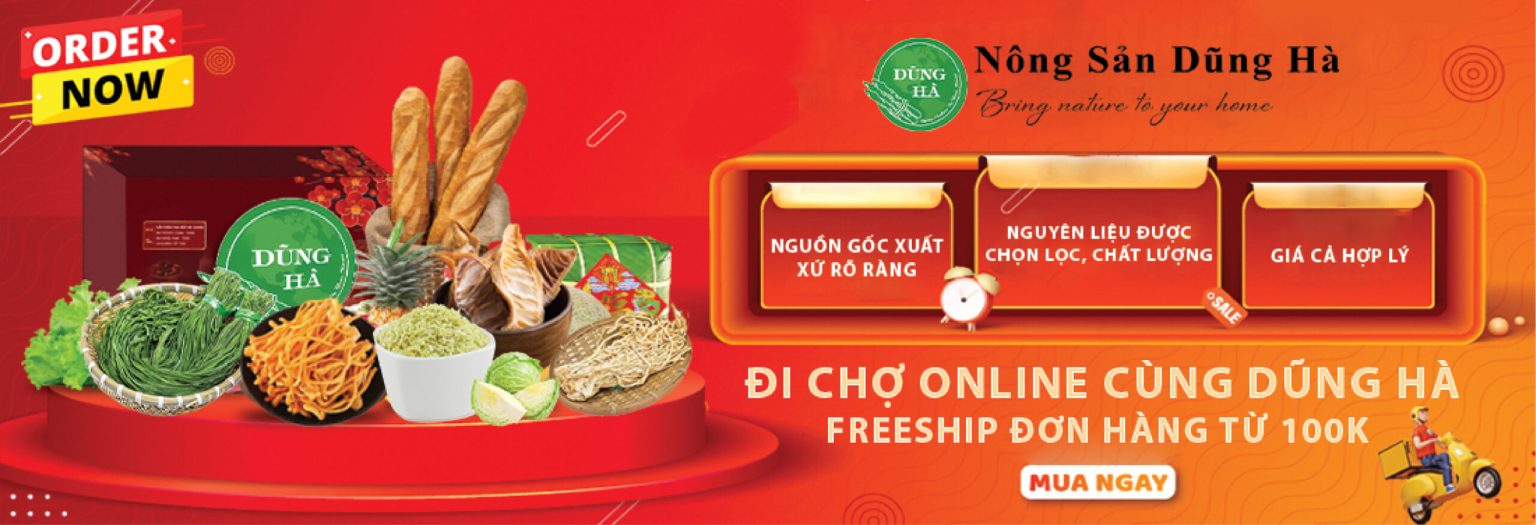 ORDER
NOW
DŨNG
HÀ
Nông Sản Dũng Hà
Bring nature to your home
DŨNG
HÀ
NGUỒN GỐC XUẤT
XỨ RÕ RÀNG
NGUYÊN LIỆU ĐƯỢC
CHỌN LỌC, CHẤT LƯỢNG
GIÁ CẢ HỢP LÝ
SALE
ĐI CHỢ ONLINE CÙNG DŨNG HÀ
FREESHIP ĐƠN HÀNG TỪ 100K
MUA NGAY